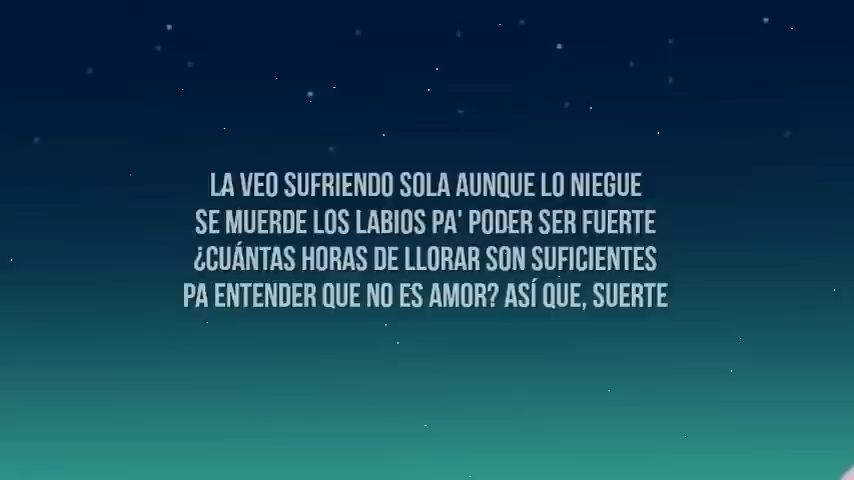 LA VEO SUFRIENDO SOLA AUNQUE LO NIEGUE
SE MUERDE LOS LABIOS PA' PODER SER FUERTE
¿CUÁNTAS HORAS DE LLORAR SON SUFICIENTES
PA ENTENDER QUE NO ES AMOR? ASÍ QUE, SUERTE